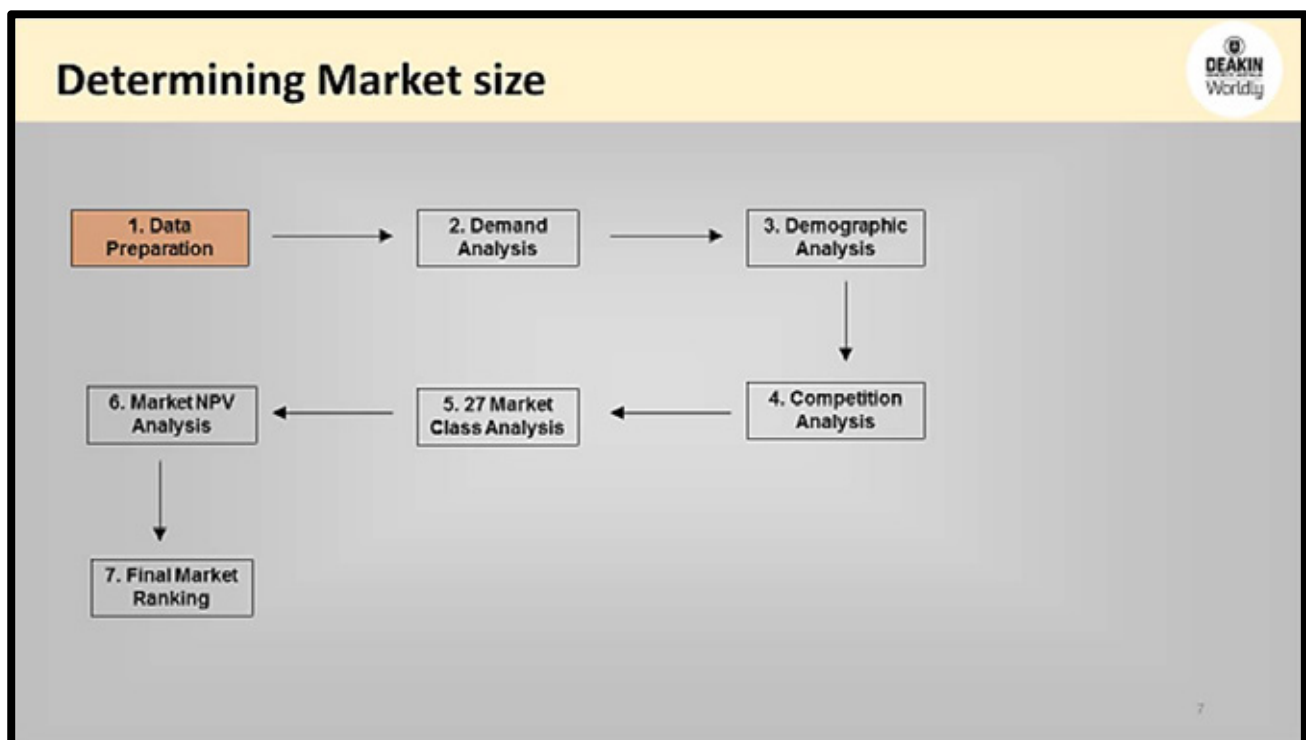 Determining Market size
DEAKIN
Worldly
1. Data
Preparation
2. Demand
Analysis
3. Demographic
Analysis
6. Market NPV
Analysis
5. 27 Market
Class Analysis
4. Competition
Analysis
7. Final Market
Ranking
7